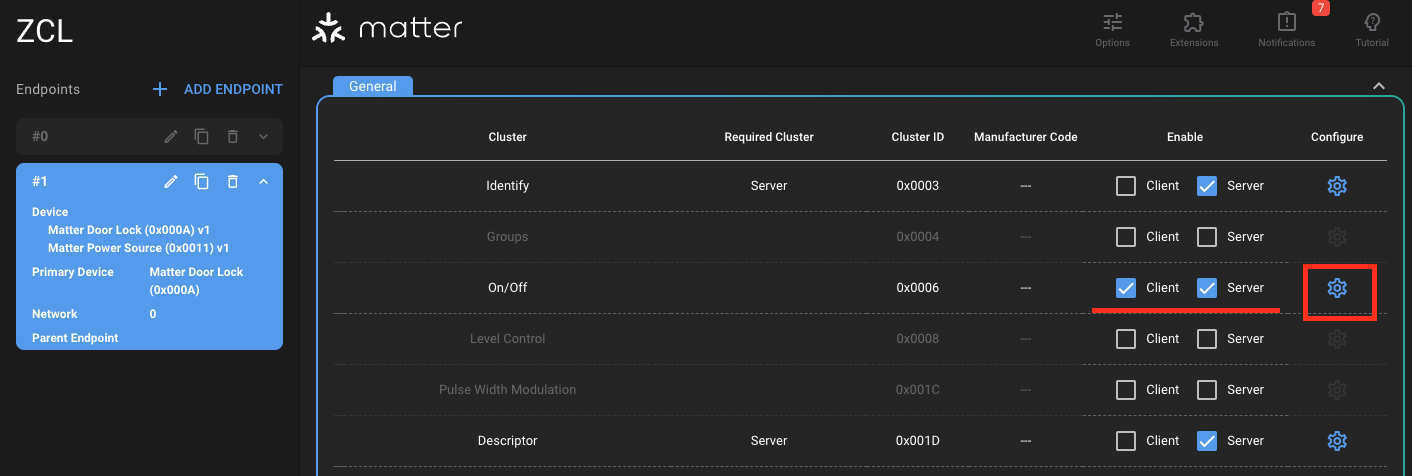 ZCL
matter
Options
Extensions
7
Notifications
Tutorial
Endpoints
ADD ENDPOINT
#0
#1
Device
Matter Door Lock (0x000A) v1
Matter Power Source (0x0011) v1
Primary Device Matter Door Lock
(0x000A)
Network 0
Parent Endpoint
General
Cluster Required Cluster Cluster ID Manufacturer Code Enable Configure
Identify Server 0x0003 --- Client Server
Groups 0x0004 --- Client Server
On/Off 0x0006 --- Client Server
Level Control 0x0008 --- Client Server
Pulse Width Modulation 0x001C --- Client Server
Descriptor Server 0x001D --- Client Server